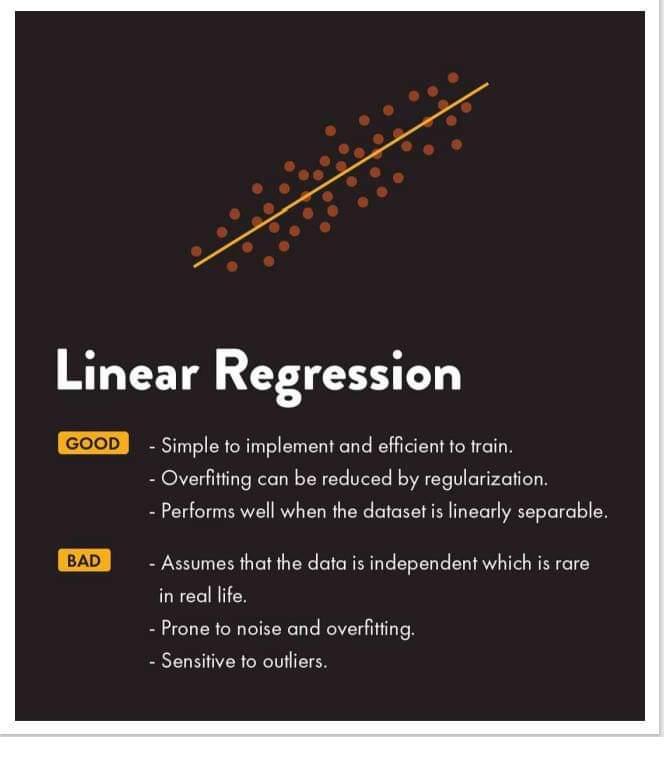 Linear Regression
GOOD
- Simple to implement and efficient to train.
- Overfitting can be reduced by regularization.
- Performs well when the dataset is linearly separable.
BAD
- Assumes that the data is independent which is rare
in real life.
- Prone to noise and overfitting.
- Sensitive to outliers.